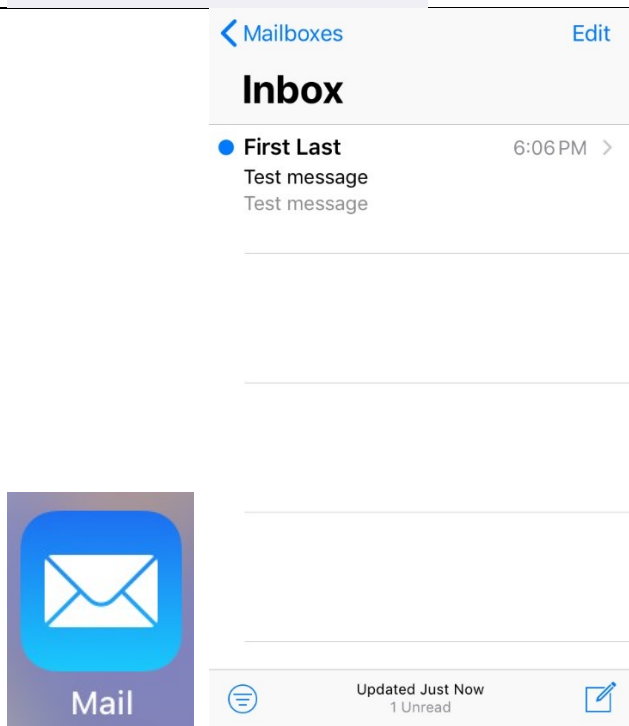 Mailboxes Edit
Inbox
First Last 6:06 PM
Test message
Test message
Updated Just Now
1 Unread
Mail